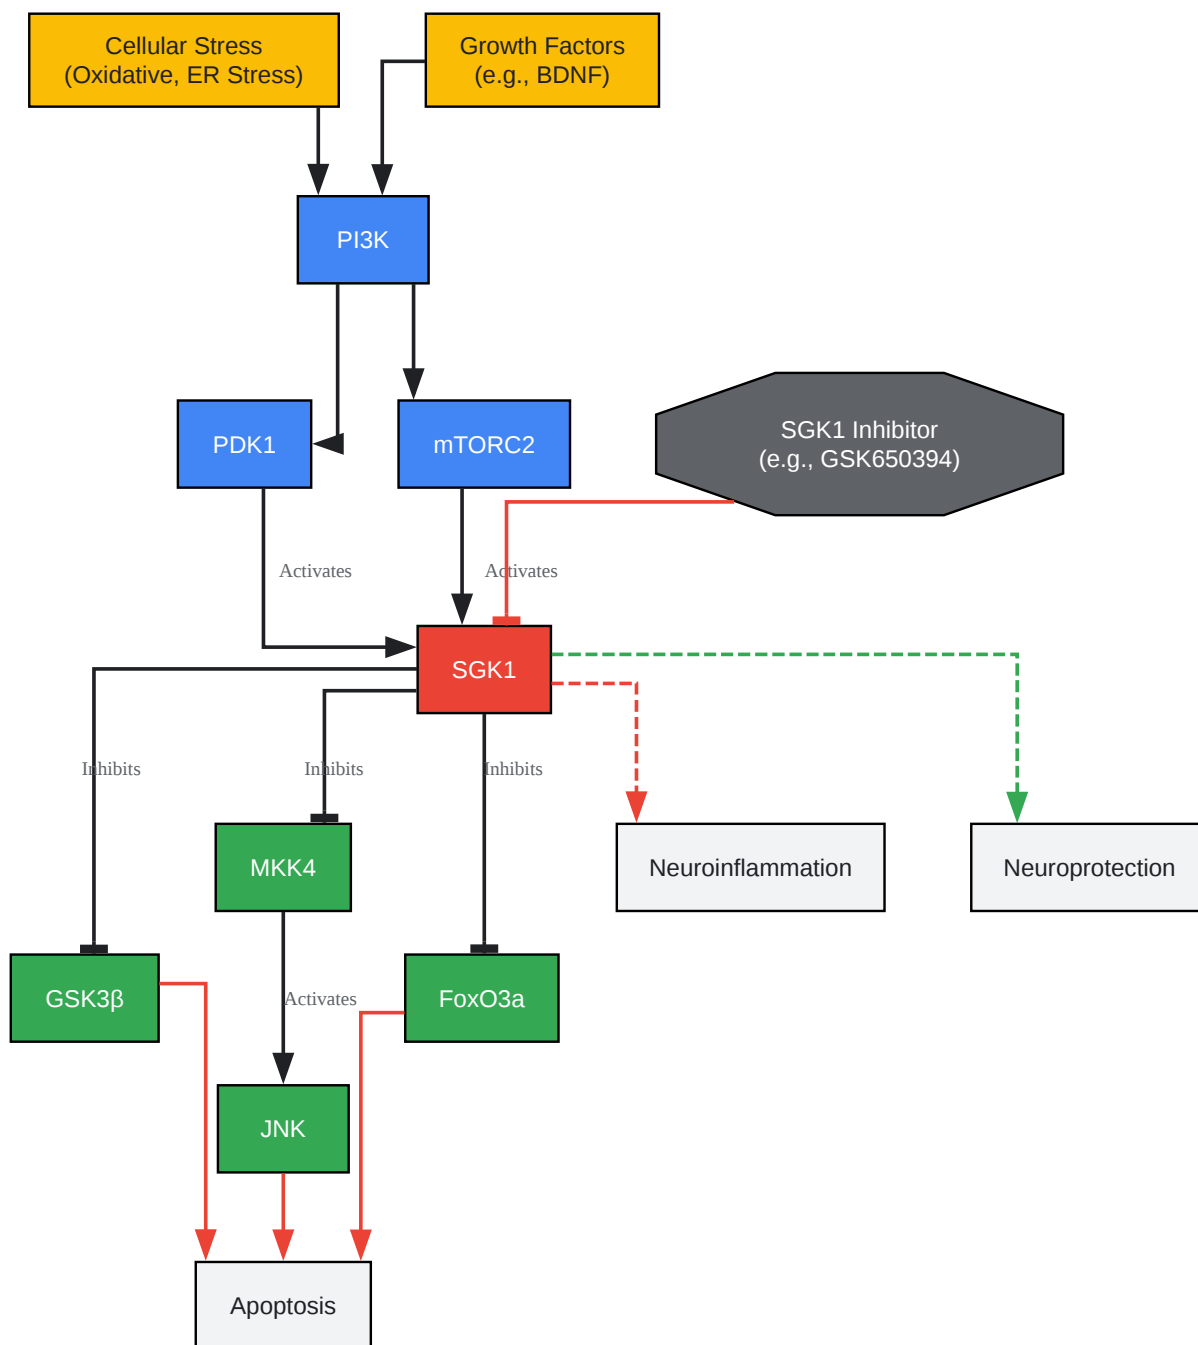 Cellular Stress
(Oxidative, ER Stress)
Growth Factors
(e.g., BDNF)
PI3K
PDK1
mTORC2
SGK1 Inhibitor
(e.g., GSK650394)
Activates
Activates
SGK1
Inhibits
Inhibits
Inhibits
MKK4
Neuroinflammation
Neuroprotection
GSK3β
Activates
FoxO3a
JNK
Apoptosis